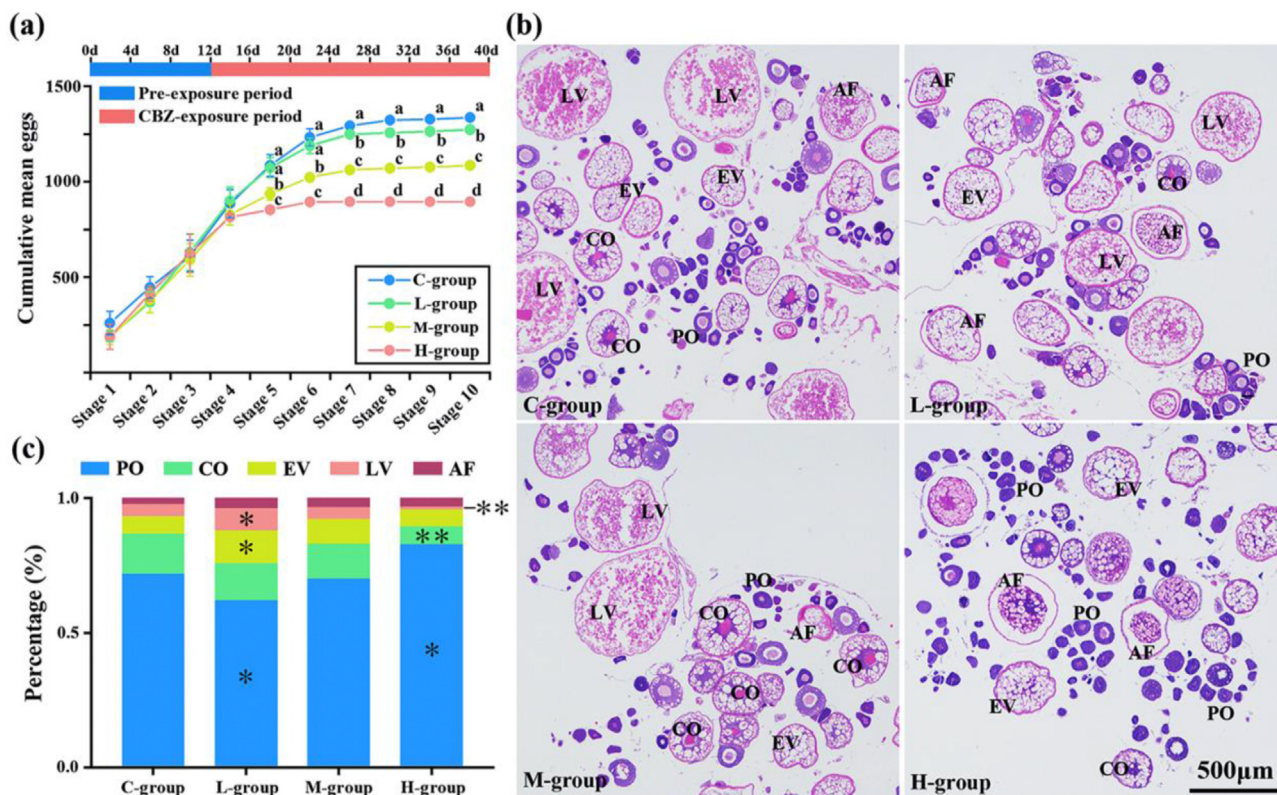 (a)
0d 4d 8d 12d 16d 20d 24d 28d 32d 36d 40d
Pre-exposure period
CBZ-exposure period
Cumulative mean eggs
1500
1000
500
a a a a a a
a a b b b b
b b c c c c
c c d d d d
C-group
L-group
M-group
H-group
Stage 1 Stage 2 Stage 3 Stage 4 Stage 5 Stage 6 Stage 7 Stage 8 Stage 9 Stage 10
(b)
LV LV AF
EV EV
CO
LV
PO
CO
C-group
AF
LV
CO
EV
AF
LV
AF
PO
L-group
LV
PO
LV CO
AF
CO
CO
CO
EV
M-group
EV
PO
AF
PO
AF
EV
PO
CO
500μm
H-group
(c)
PO CO EV LV AF
Percentage (%)
1.0
0.5
0.0
* **
* **
* *
C-group L-group M-group H-group